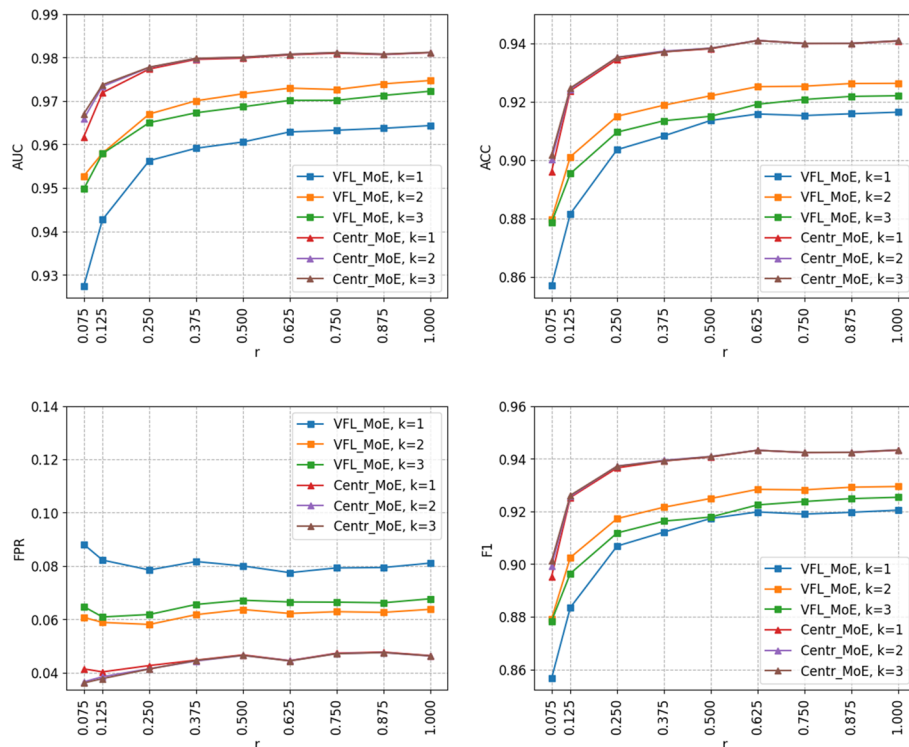 0.99
0.98
0.97
0.96
0.95
0.94
0.93
AUC
VFL_MoE, k=1
VFL_MoE, k=2
VFL_MoE, k=3
Centr_MoE, k=1
Centr_MoE, k=2
Centr_MoE, k=3
0.075
0.125
0.250
0.375
0.500
0.625
0.750
0.875
1.000
r
0.94
0.92
0.90
0.88
0.86
ACC
VFL_MoE, k=1
VFL_MoE, k=2
VFL_MoE, k=3
Centr_MoE, k=1
Centr_MoE, k=2
Centr_MoE, k=3
0.075
0.125
0.250
0.375
0.500
0.625
0.750
0.875
1.000
r
0.14
0.12
0.10
0.08
0.06
0.04
FPR
VFL_MoE, k=1
VFL_MoE, k=2
VFL_MoE, k=3
Centr_MoE, k=1
Centr_MoE, k=2
Centr_MoE, k=3
0.075
0.125
0.250
0.375
0.500
0.625
0.750
0.875
1.000
r
0.96
0.94
0.92
0.90
0.88
0.86
F1
VFL_MoE, k=1
VFL_MoE, k=2
VFL_MoE, k=3
Centr_MoE, k=1
Centr_MoE, k=2
Centr_MoE, k=3
0.075
0.125
0.250
0.375
0.500
0.625
0.750
0.875
1.000
r